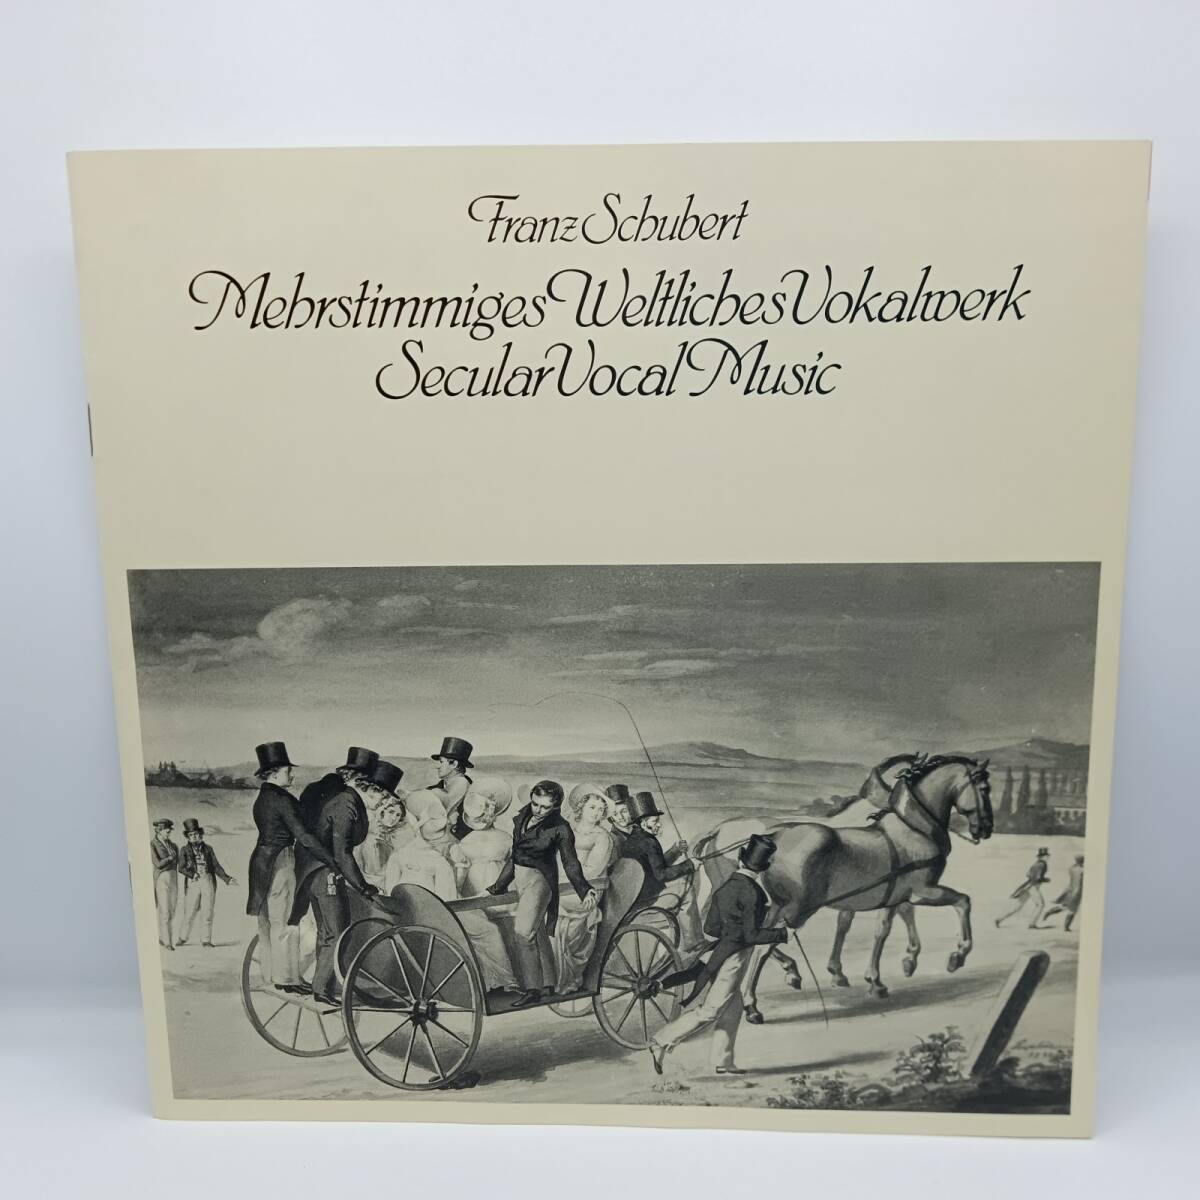 Franz Schubert
Mehrstimmiges Weltliches Vokalwerk
Secular Vocal Music